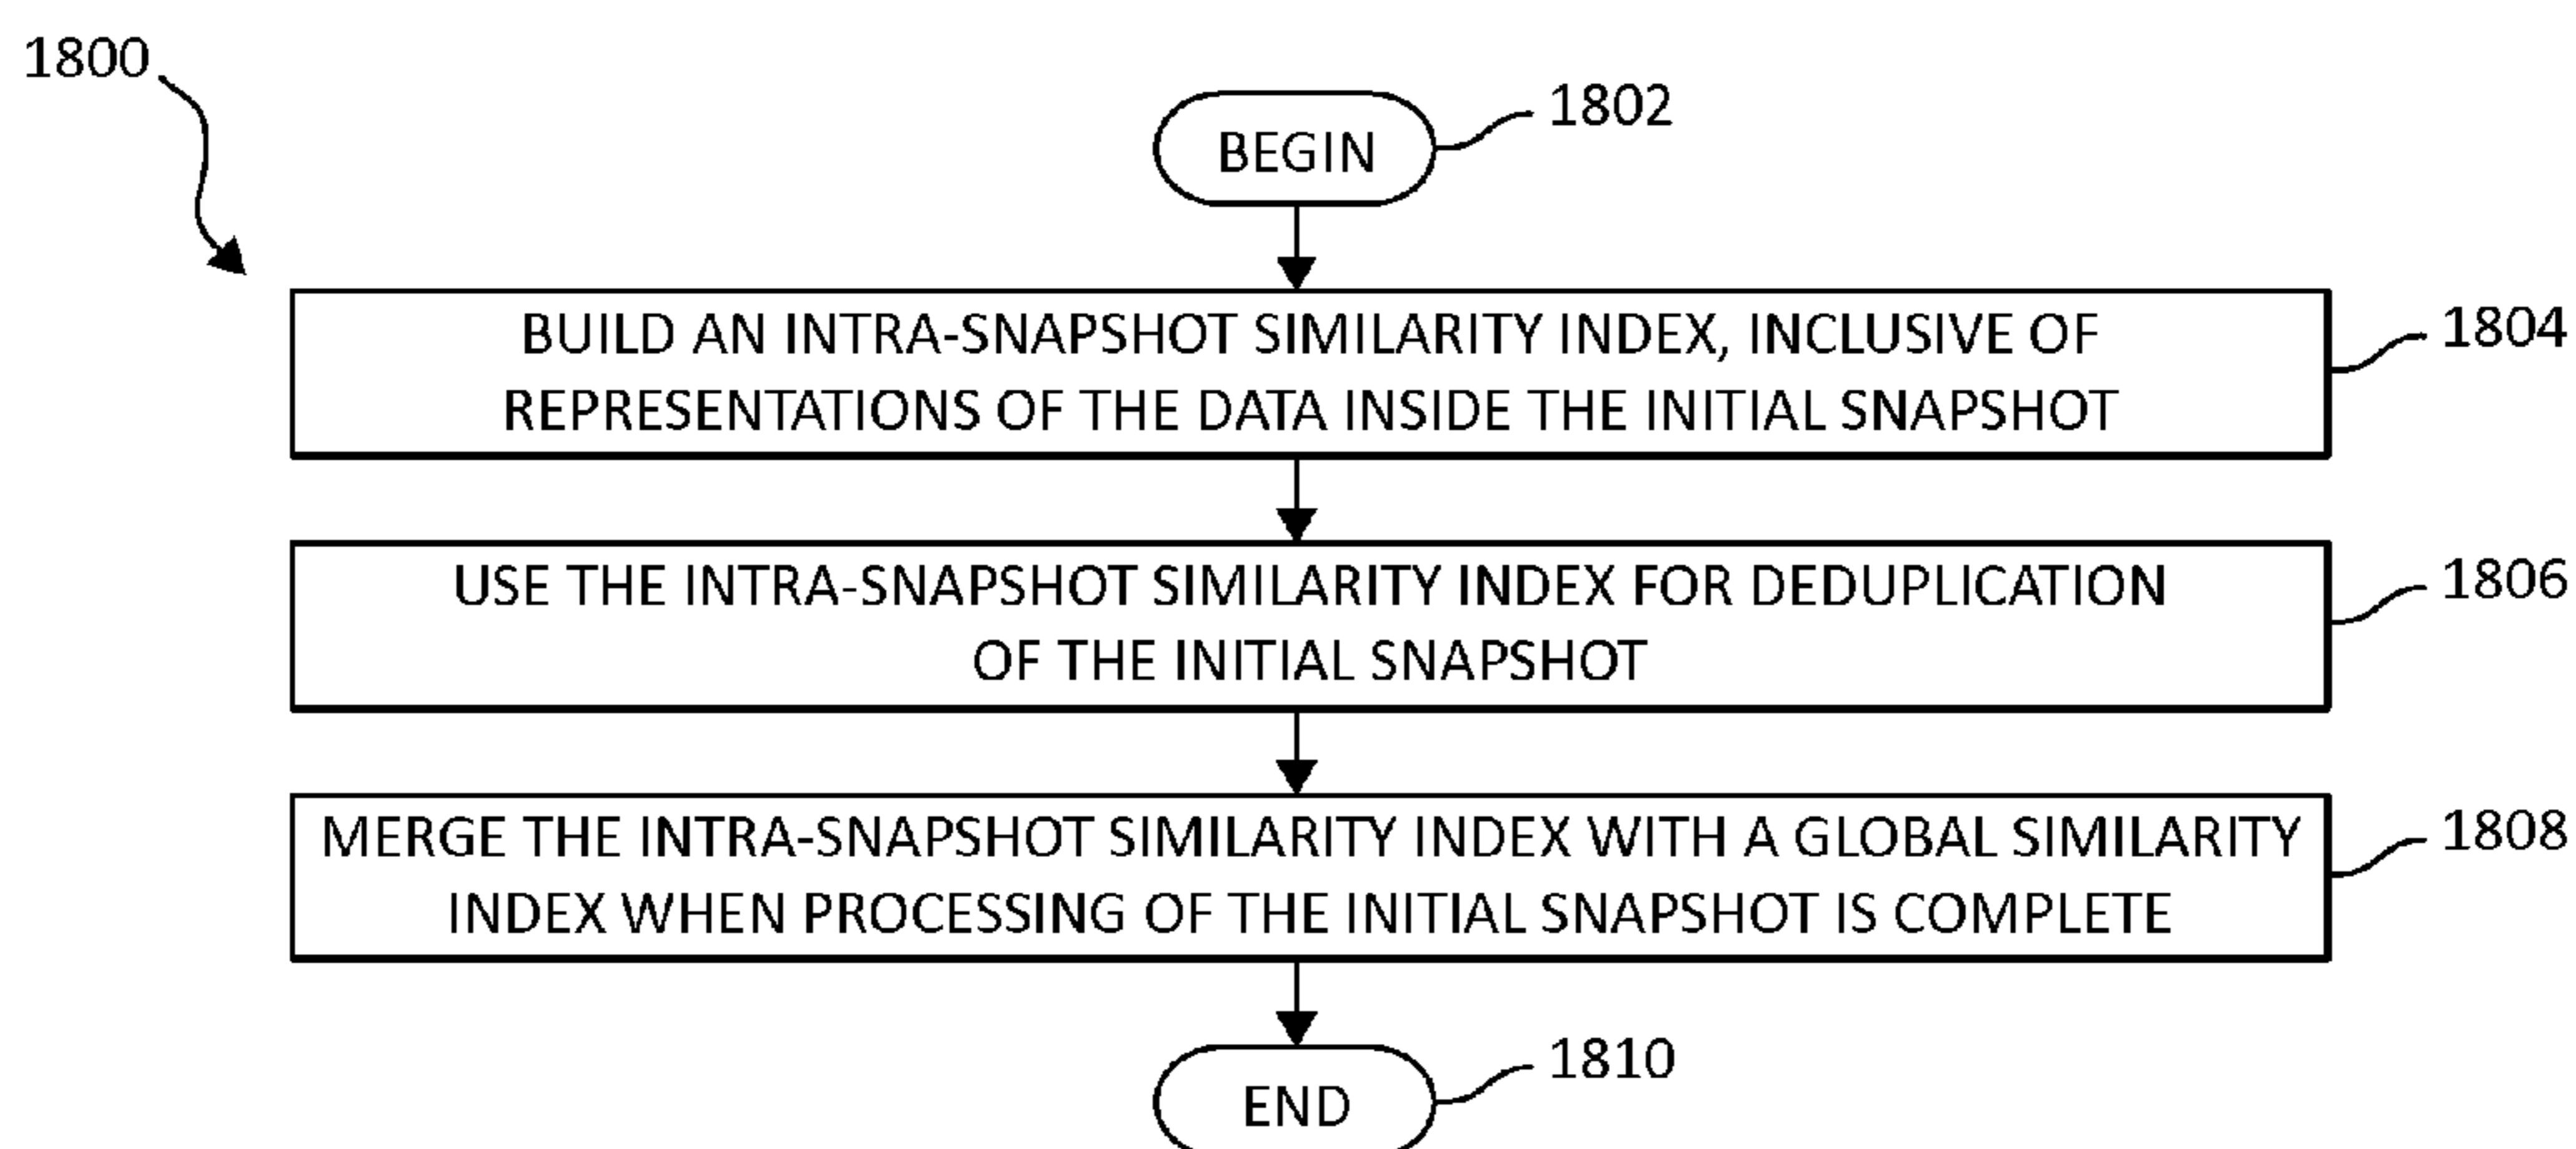 1800
BEGIN
1802
BUILD AN INTRA-SNAPSHOT SIMILARITY INDEX, INCLUSIVE OF
REPRESENTATIONS OF THE DATA INSIDE THE INITIAL SNAPSHOT
1804
USE THE INTRA-SNAPSHOT SIMILARITY INDEX FOR DEDUPLICATION
OF THE INITIAL SNAPSHOT
1806
MERGE THE INTRA-SNAPSHOT SIMILARITY INDEX WITH A GLOBAL SIMILARITY
INDEX WHEN PROCESSING OF THE INITIAL SNAPSHOT IS COMPLETE
1808
END
1810